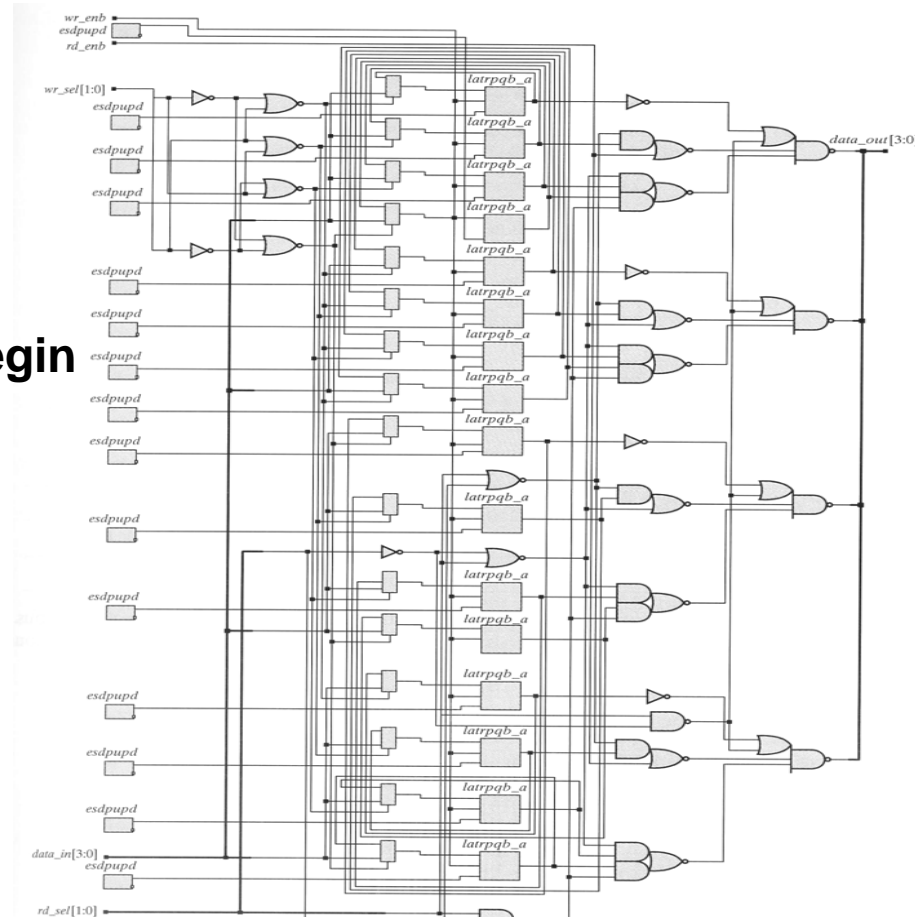 wr_enb
esdpupd
rd_enb
wr_sel[1:0]
latrpqb_a
esdpupd
latrpqb_a
data_out[3:0
esdpupd
latrpqb_a
esdpupd
latrpqb_a
latrpqb_a
esdpupd
latrpqb_a
esdpupd
latrpqb_a
egin
esdpupd
latrpqb_a
esdpupd
latrpqb_a
esdpupd
latrpqb_a
esdpupd
latrpqb_a
esdpupd
latrpqb_a
latrpqb_a
esdpupd
latrpqb_a
esdpupd
latrpqb_a
esdpupd
latrpqb_a
data_in[3:0]
esdpupd
rd_sel[1:0]